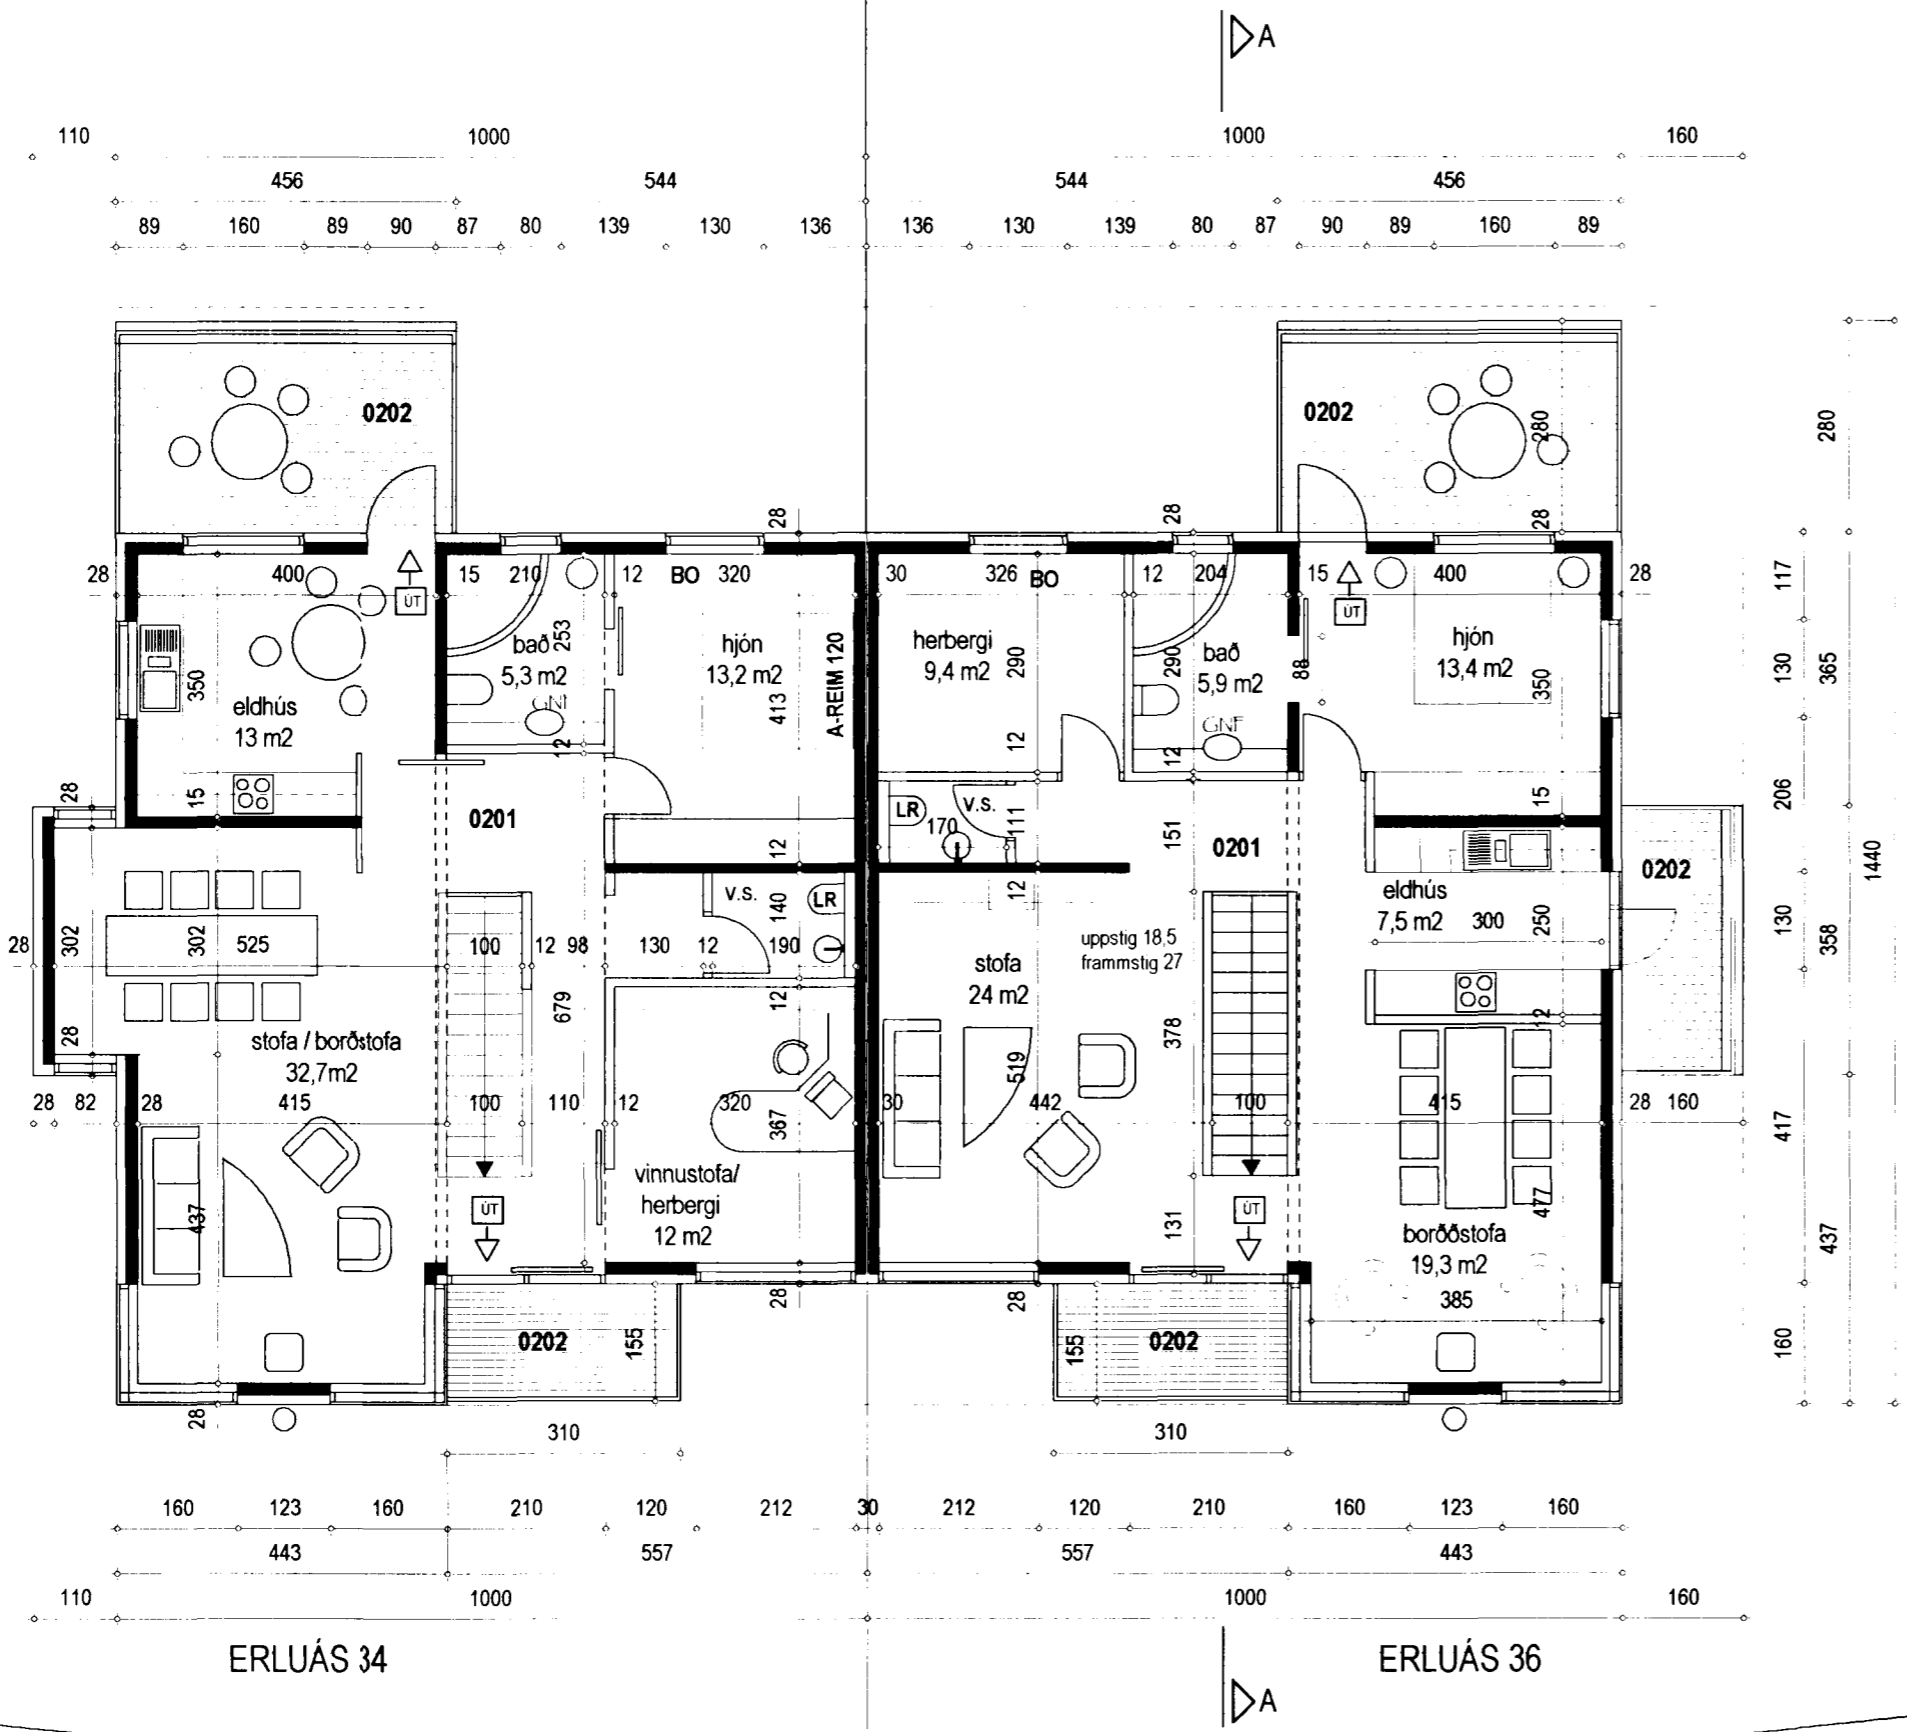 A
110 1000 1000 160
456 544 544 456
89 160 89 90 87 80 139 130 136 136 130 139 80 87 90 89 160 89
0202 0202
280 280
28 28 28
28 400 15 210 12 BO 320 30 326 BO 12 204 15 400 28 117
ÚT ÚT
bað 5,3 m2
253
hjón 13,2 m2
413
A-REIM 120
herbergi 9,4 m2
290
290
bað 5,9 m2
88
hjón 13,4 m2
350
130 365
350
eldhús 13 m2
GNF GNF
12 12 12
28 15 0201 12 LR V.S. 170 111 151 0201 15 206
1440
V.S. 140 LR 12
eldhús 7,5 m2
300 250
0202
130 358
28 302 302 525 100 12 98 130 12 190
uppstig 18,5
frammstig 27
stofa 24 m2
28
stofa / borðstofa 32,7m2
679 12 378 12
519
28 82 28 415 100 110 12 320 30 442 100 415 28 160
367
417
437
vinnustofa/
herbergi
12 m2
ÚT ÚT
131
477
borððstofa
19,3 m2
437
385
28 28
0202 155 155 0202 160
28
310 310
160 123 160 210 120 212 30 212 120 210 160 123 160
443 557 557 443
110 1000 1000 160
ERLUÁS 34 ERLUÁS 36
A